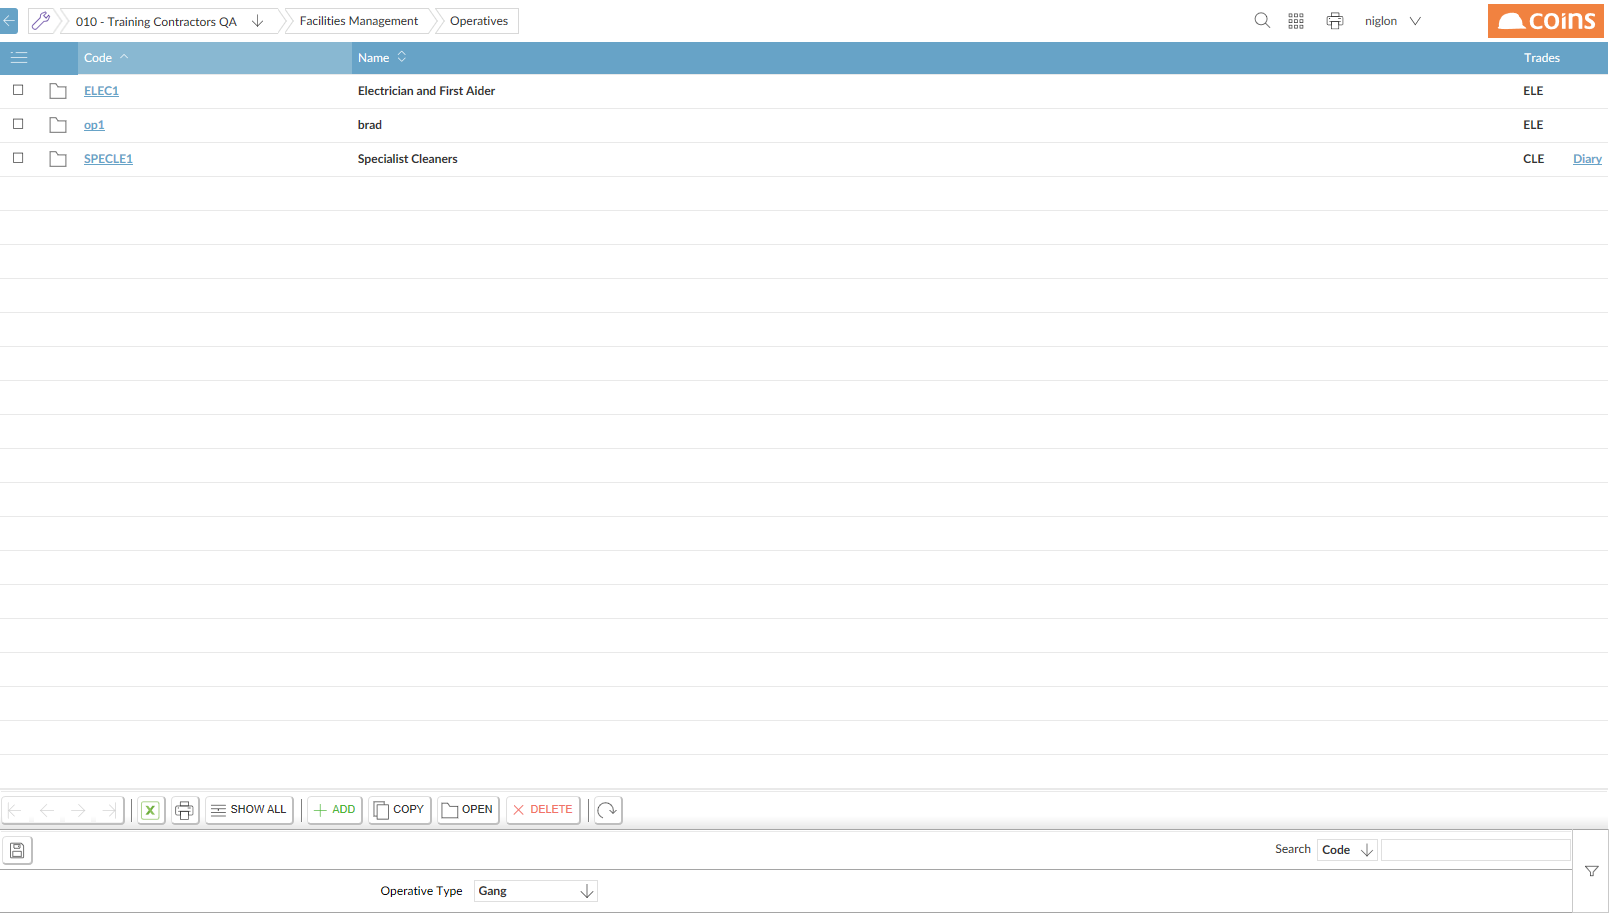 010 - Training Contractors QA Facilities Management Operatives niglon coins
Code Name Trades
ELEC1 Electrician and First Aider ELE
op1 brad ELE
SPECLE1 Specialist Cleaners CLE Diary
SHOW ALL ADD COPY OPEN DELETE
Search Code
Operative Type Gang